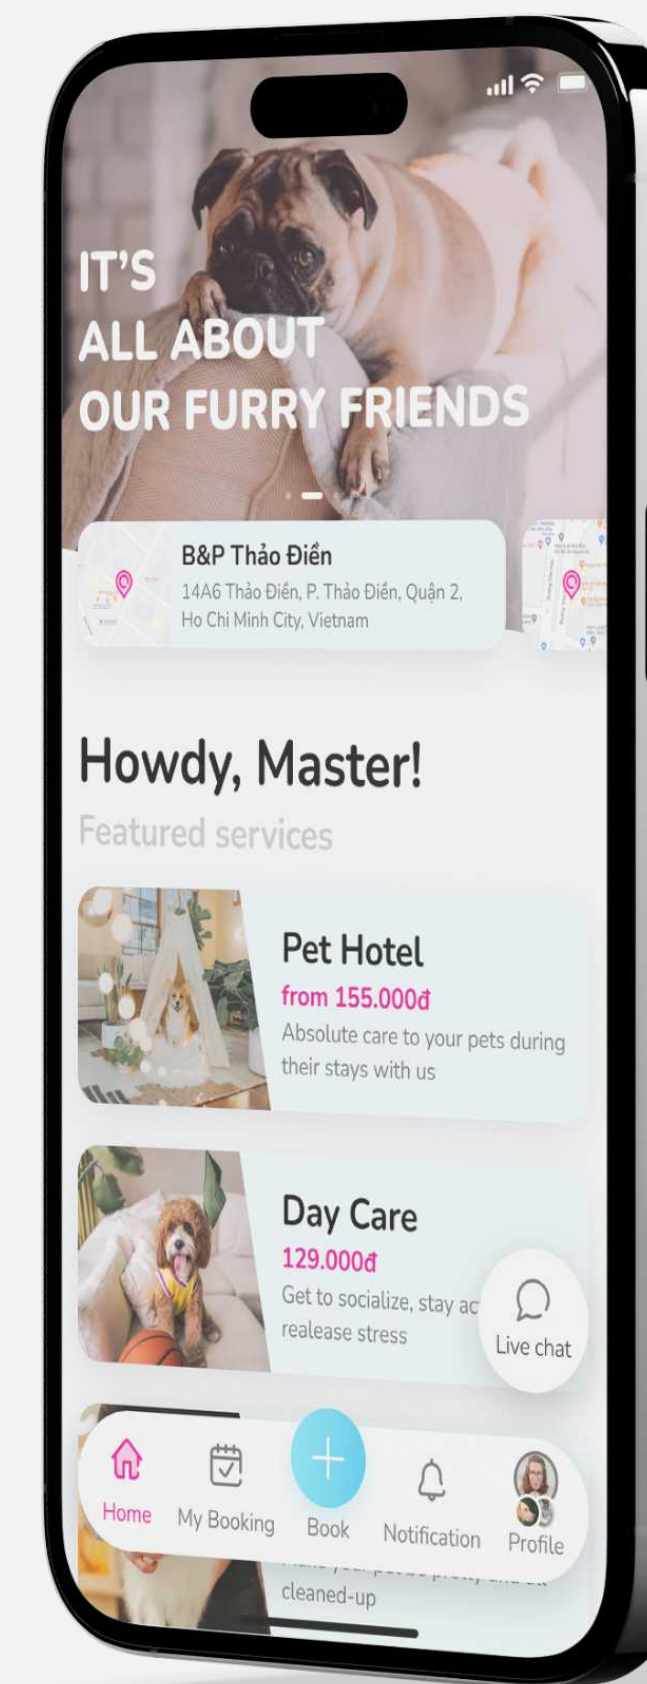 IT'S
ALL ABOUT
OUR FURRY FRIENDS
B&P Thảo Điền
14A6 Thảo Điền, P. Thảo Điền, Quận 2,
Ho Chi Minh City, Vietnam
Howdy, Master!
Featured services
Pet Hotel
from 155.000đ
Absolute care to your pets during
their stays with us
Day Care
129.000đ
Get to socialize, stay ac
realease stress
Live chat
Home
My Booking
Book
Notification
Profile
cleaned-up